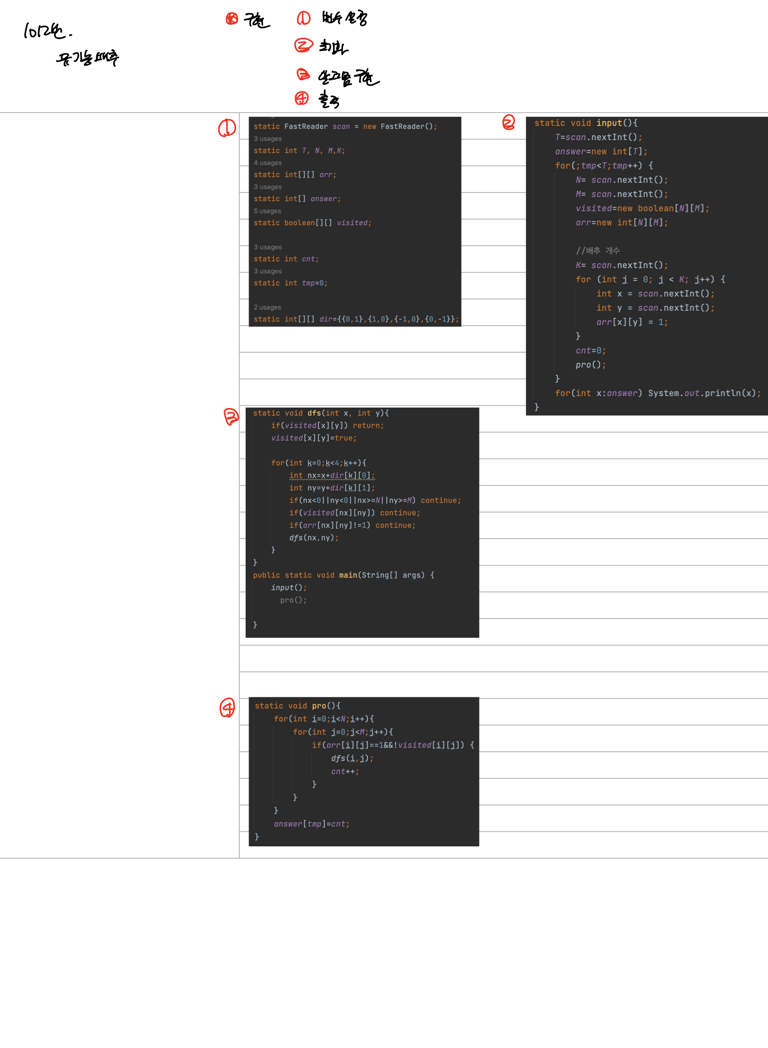 1012번.
유기농배추
※ 구현
① 변수 설정
② 초기화
③ 알고리즘 구현
④ 출력
①
static FastReader scan = new FastReader();
3 usages
static int T, N, M,K;
4 usages
static int[][] arr;
3 usages
static int[] answer;
5 usages
static boolean[][] visited;
3 usages
static int cnt;
3 usages
static int tmp=0;
2 usages
static int[][] dir={{0,1},{1,0},{-1,0},{0,-1}};
②
static void input(){
T=scan.nextInt();
answer=new int[T];
for(;tmp<T;tmp++) {
N= scan.nextInt();
M= scan.nextInt();
visited=new boolean[N][M];
arr=new int[N][M];
//배추 개수
K= scan.nextInt();
for (int j = 0; j < K; j++) {
int x = scan.nextInt();
int y = scan.nextInt();
arr[x][y] = 1;
}
cnt=0;
pro();
}
for(int x:answer) System.out.println(x);
}
③
static void dfs(int x, int y){
if(visited[x][y]) return;
visited[x][y]=true;
for(int k=0;k<4;k++){
int nx=x+dir[k][0];
int ny=y+dir[k][1];
if(nx<0||ny<0||nx>=N||ny>=M) continue;
if(visited[nx][ny]) continue;
if(arr[nx][ny]!=1) continue;
dfs(nx,ny);
}
}
public static void main(String[] args) {
input();
pro();
}
④
static void pro(){
for(int i=0;i<N;i++){
for(int j=0;j<M;j++){
if(arr[i][j]==1&&!visited[i][j]) {
dfs(i,j);
cnt++;
}
}
}
answer[tmp]=cnt;
}